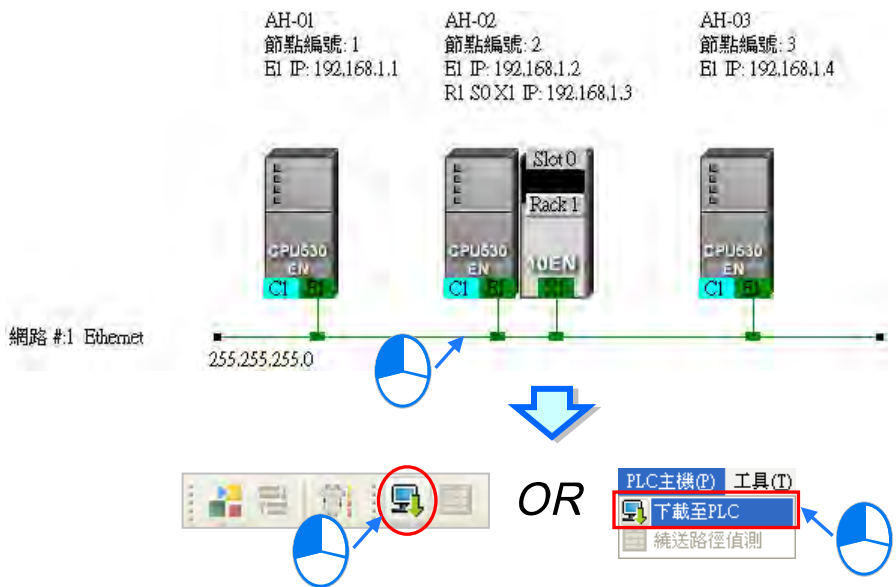 AH-01
節點編號: 1
E1 IP: 192.168.1.1
AH-02
節點編號: 2
E1 IP: 192.168.1.2
R1 S0 X1 IP: 192.168.1.3
AH-03
節點編號: 3
E1 IP: 192.168.1.4
CPU530
EN
C1 E1
CPU530
EN
C1 E1
Slot 0
Rack 1
10EN
X1
CPU530
EN
C1 E1
網路 #:1 Ethernet
255.255.255.0
OR
PLC主機(P) 工具(T)
下載至PLC
繞送路徑偵測